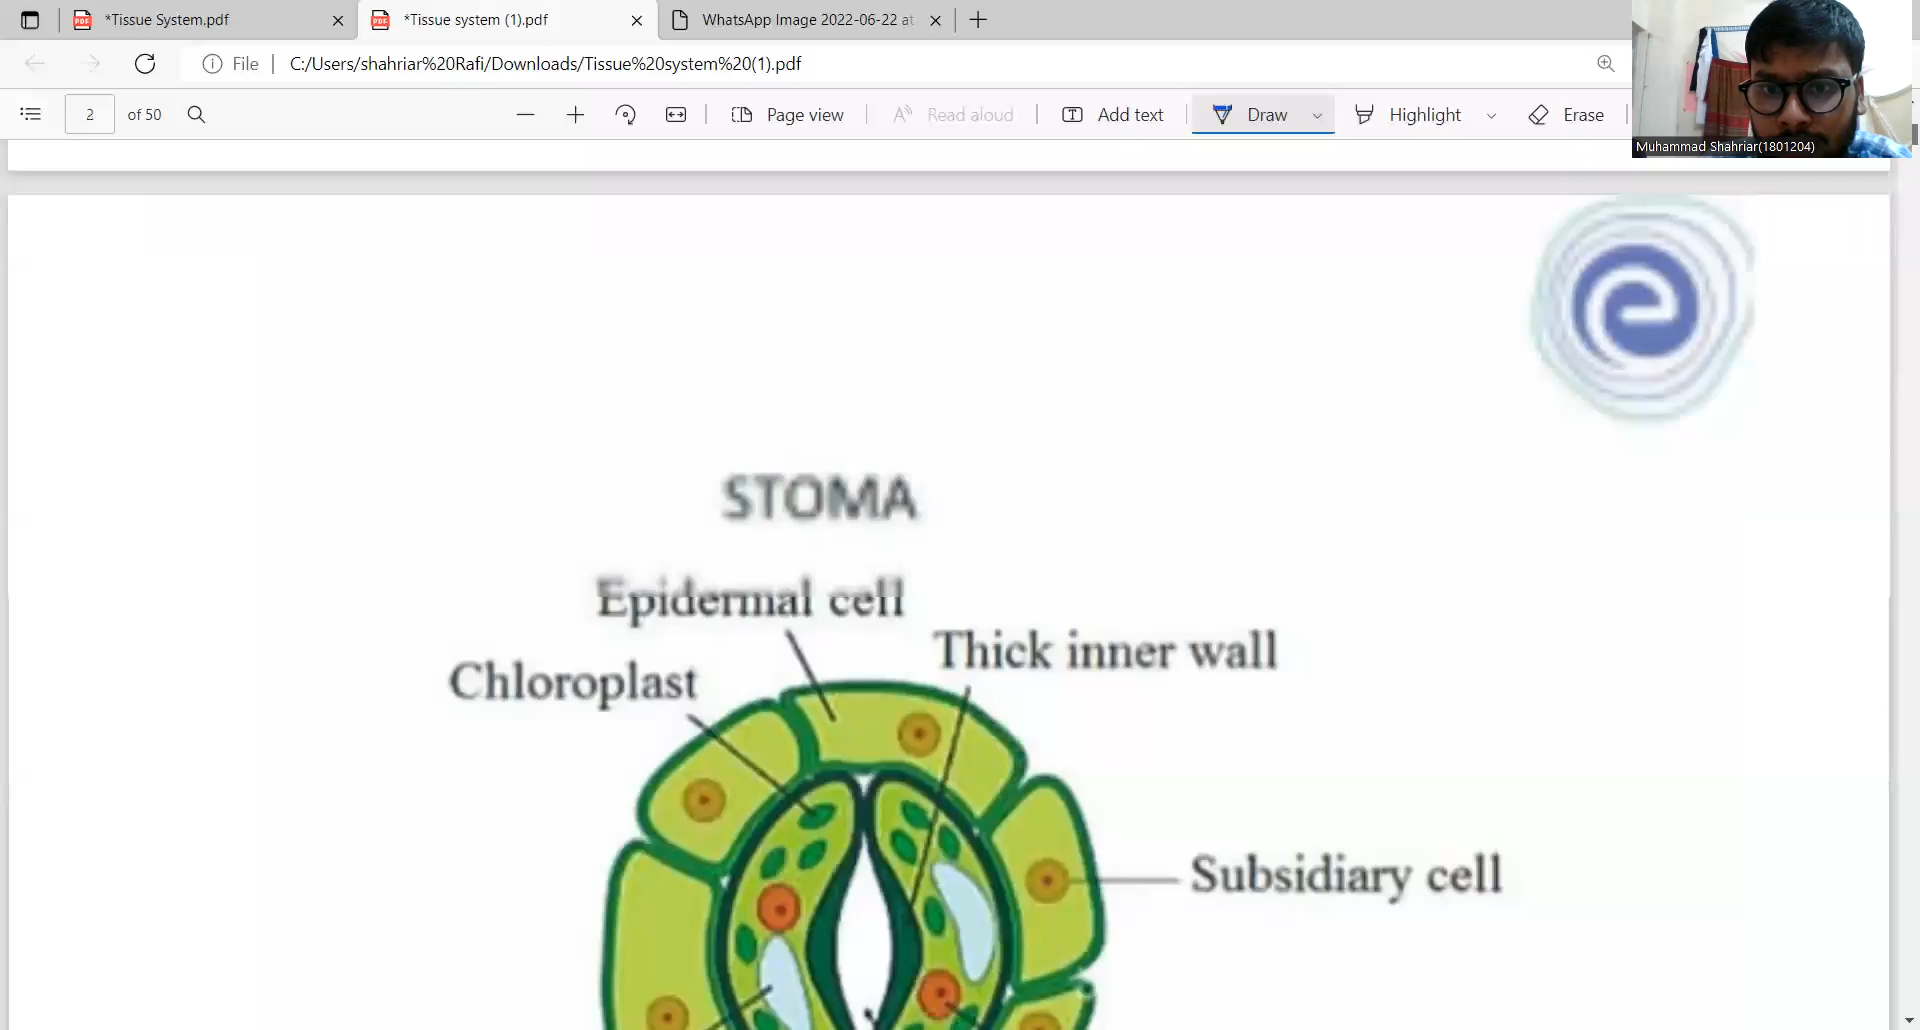 *Tissue System.pdf
*Tissue system (1).pdf
WhatsApp Image 2022-06-22 at
File
C:/Users/shahriar%20Rafi/Downloads/Tissue%20system%20(1).pdf
2 of 50
Page view
Read aloud
Add text
Draw
Highlight
Erase
Muhammad Shahriar(1801204)
STOMA
Epidermal cell
Thick inner wall
Chloroplast
Subsidiary cell